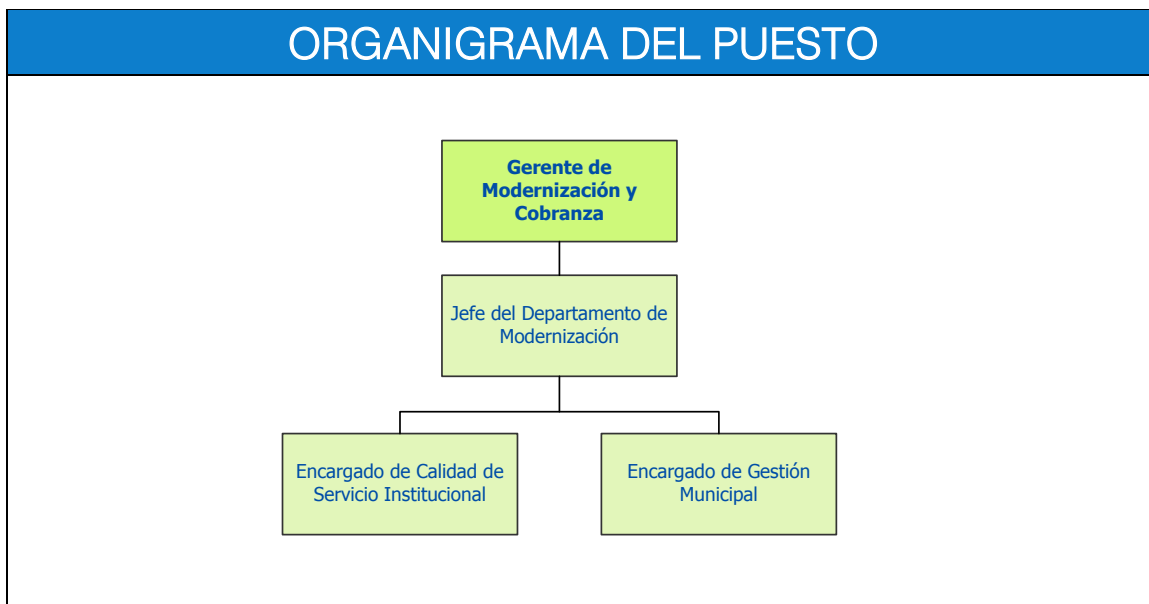 ORGANIGRAMA DEL PUESTO
Gerente de
Modernización y
Cobranza
Jefe del Departamento de
Modernización
Encargado de Calidad de
Servicio Institucional
Encargado de Gestión
Municipal